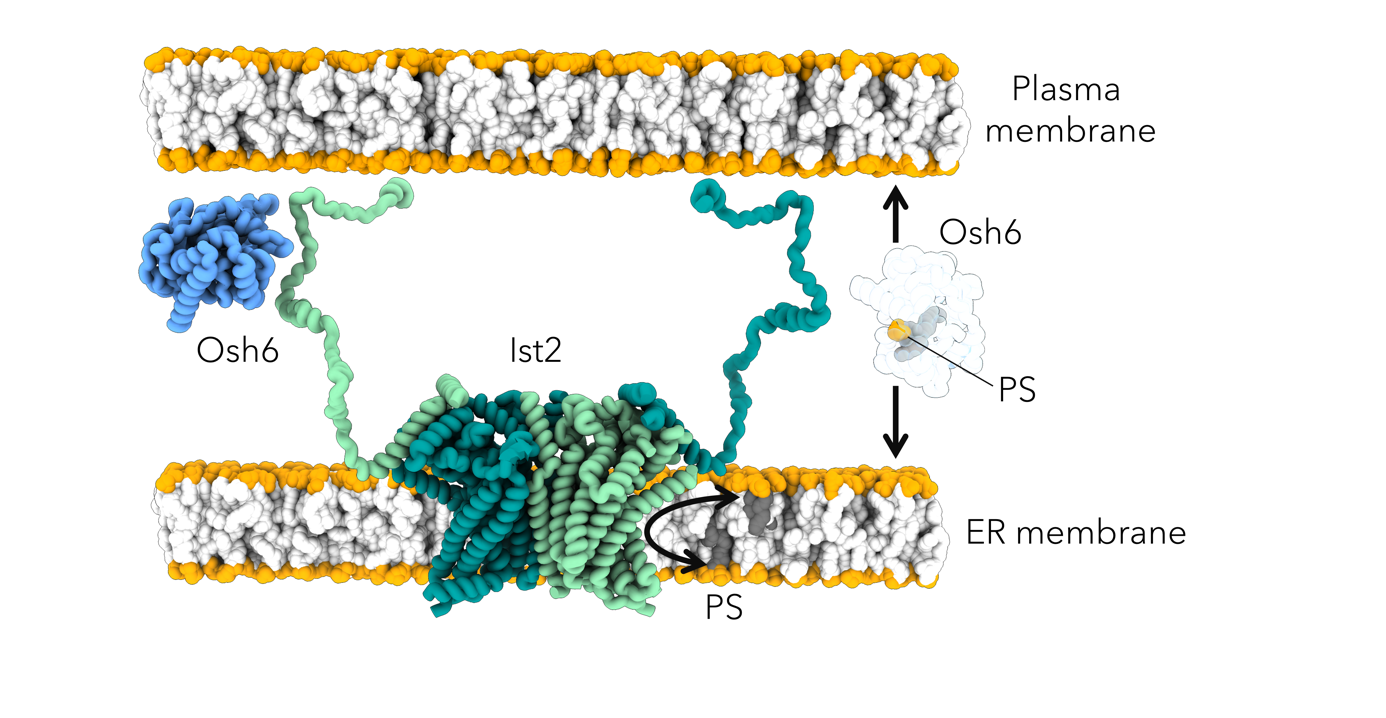 Plasma
membrane
Osh6
Osh6
Ist2
PS
ER membrane
PS